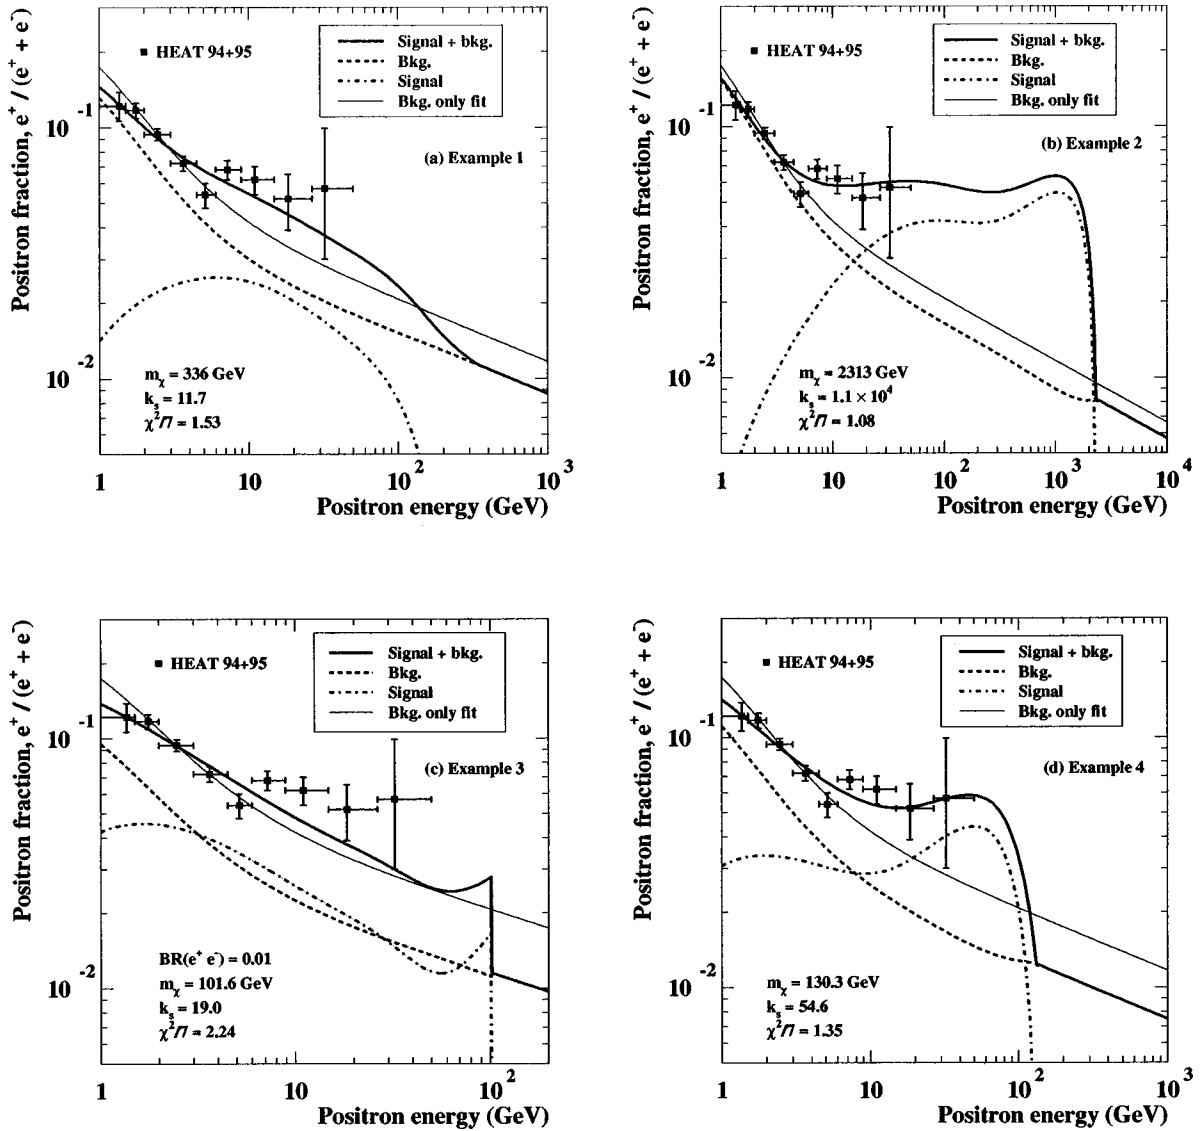 Positron fraction, e⁺ / (e⁺ + e⁻)
HEAT 94+95
Signal + bkg.
Bkg.
Signal
Bkg. only fit
(a) Example 1
10⁻¹
10⁻²
m_χ = 336 GeV
k_s = 11.7
χ²/7 = 1.53
1 10 10² 10³
Positron energy (GeV)
Positron fraction, e⁺ / (e⁺ + e⁻)
HEAT 94+95
Signal + bkg.
Bkg.
Signal
Bkg. only fit
(b) Example 2
10⁻¹
10⁻²
m_χ = 2313 GeV
k_s = 1.1 × 10⁴
χ²/7 = 1.08
1 10 10² 10³ 10⁴
Positron energy (GeV)
Positron fraction, e⁺ / (e⁺ + e⁻)
HEAT 94+95
Signal + bkg.
Bkg.
Signal
Bkg. only fit
(c) Example 3
10⁻¹
10⁻²
BR(e⁺ e⁻) = 0.01
m_χ = 101.6 GeV
k_s = 19.0
χ²/7 = 2.24
1 10 10²
Positron energy (GeV)
Positron fraction, e⁺ / (e⁺ + e⁻)
HEAT 94+95
Signal + bkg.
Bkg.
Signal
Bkg. only fit
(d) Example 4
10⁻¹
10⁻²
m_χ = 130.3 GeV
k_s = 54.6
χ²/7 = 1.35
1 10 10² 10³
Positron energy (GeV)